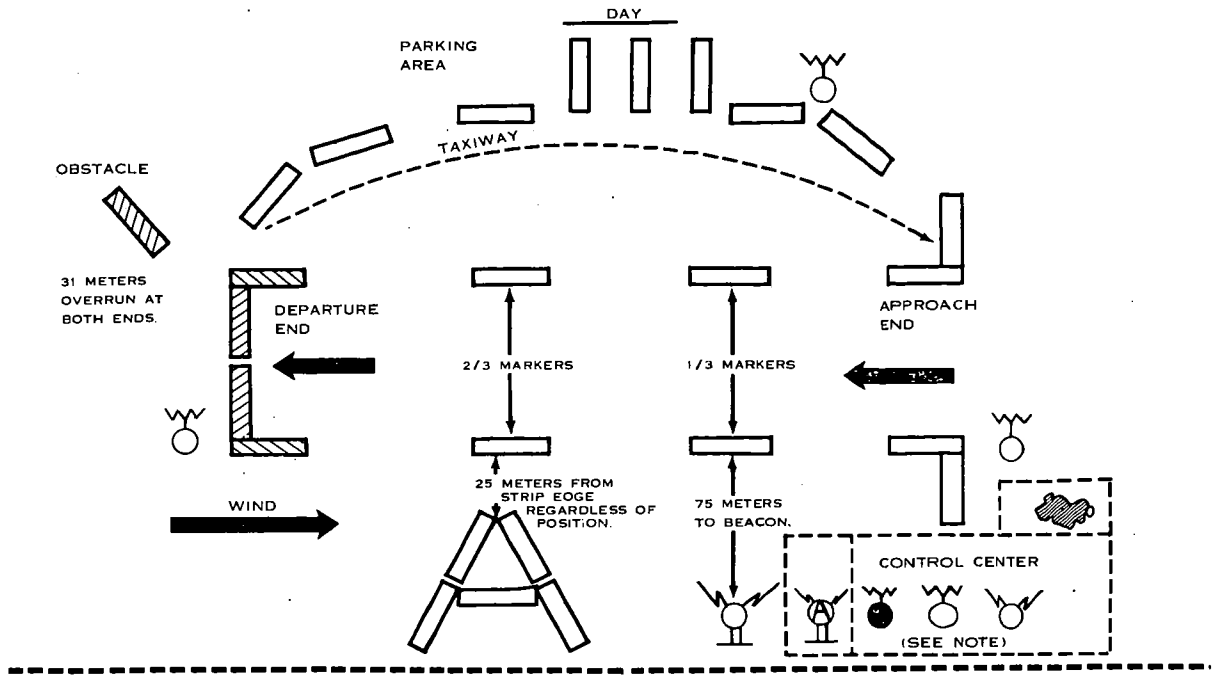 DAY
PARKING
AREA
TAXIWAY
OBSTACLE
31 METERS
OVERRUN AT
BOTH ENDS.
DEPARTURE
END
APPROACH
END
2/3 MARKERS
1/3 MARKERS
25 METERS FROM
STRIP EDGE
REGARDLESS OF
POSITION.
75 METERS
TO BEACON.
WIND
CONTROL CENTER
A
(SEE NOTE)